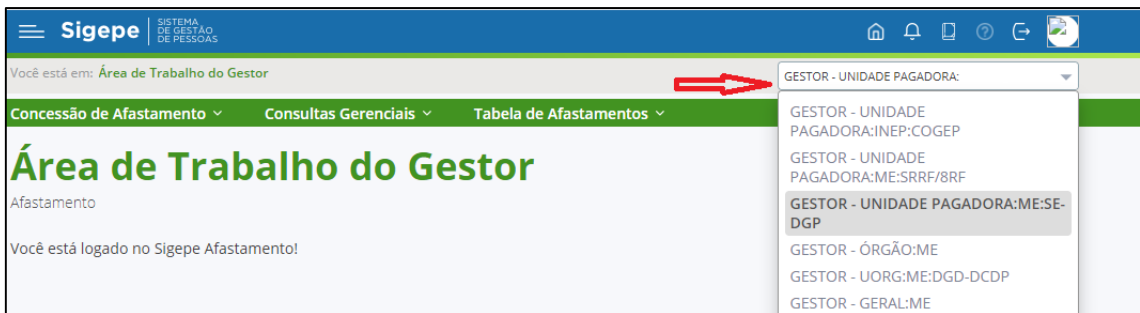 Sigepe
SISTEMA
DE GESTÃO
DE PESSOAS
Você está em: Área de Trabalho do Gestor
GESTOR - UNIDADE PAGADORA:
Concessão de Afastamento
Consultas Gerenciais
Tabela de Afastamentos
GESTOR - UNIDADE
PAGADORA:INEP:COGEP
GESTOR - UNIDADE
PAGADORA:ME:SRRF/8RF
GESTOR - UNIDADE PAGADORA:ME:SE-
DGP
GESTOR - ÓRGÃO:ME
GESTOR - UORG:ME:DGD-DCDP
GESTOR - GERAL:ME
Área de Trabalho do Gestor
Afastamento
Você está logado no Sigepe Afastamento!